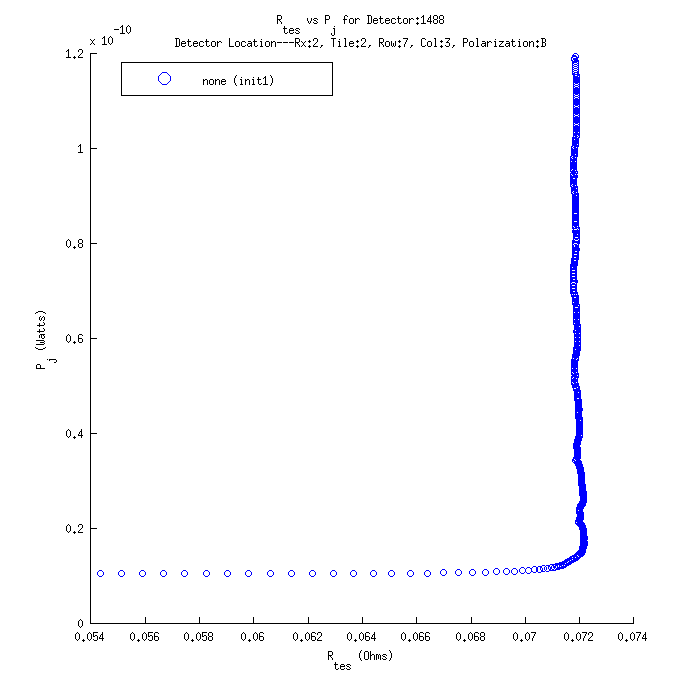 R_tes vs P_j for Detector:1488
x 10^-10
Detector Location---Rx:2, Tile:2, Row:7, Col:3, Polarization:B
none (init1)
1.2
1
0.8
0.6
0.4
0.2
0
P_j (Watts)
0.054 0.056 0.058 0.06 0.062 0.064 0.066 0.068 0.07 0.072 0.074
R_tes (Ohms)